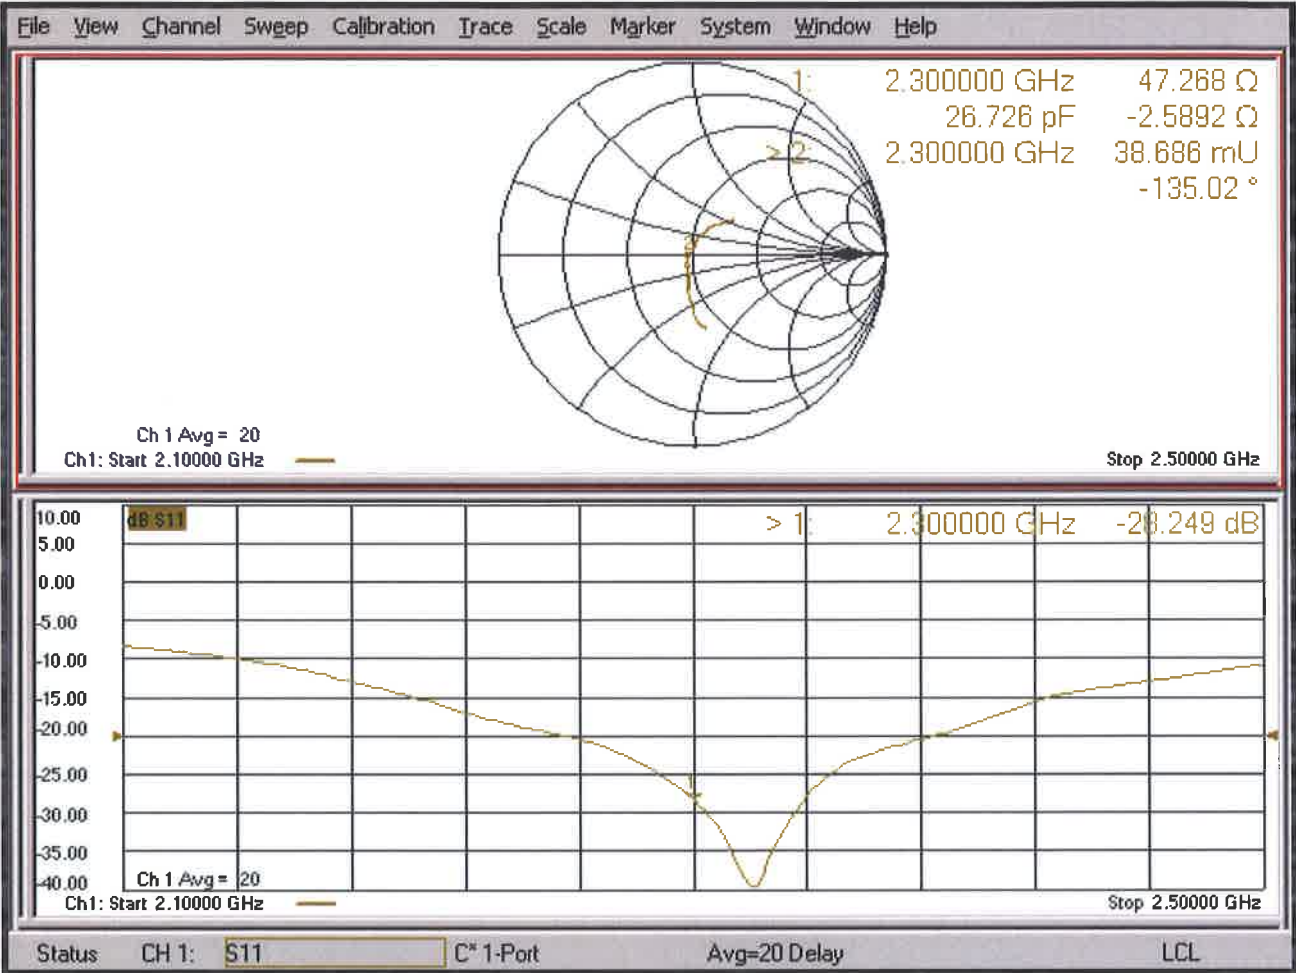 File View Channel Sweep Calibration Trace Scale Marker System Window Help
1: 2.300000 GHz 47.268 Ω
26.726 pF -2.5892 Ω
> 2: 2.300000 GHz 38.686 mU
-135.02 °
Ch 1 Avg = 20
Ch1: Start 2.10000 GHz
Stop 2.50000 GHz
10.00
dB S11
> 1: 2.300000 GHz -28.249 dB
5.00
0.00
-5.00
-10.00
-15.00
-20.00
-25.00
1
-30.00
-35.00
-40.00
Ch 1 Avg = 20
Ch1: Start 2.10000 GHz
Stop 2.50000 GHz
Status CH 1: S11 C* 1-Port Avg=20 Delay LCL